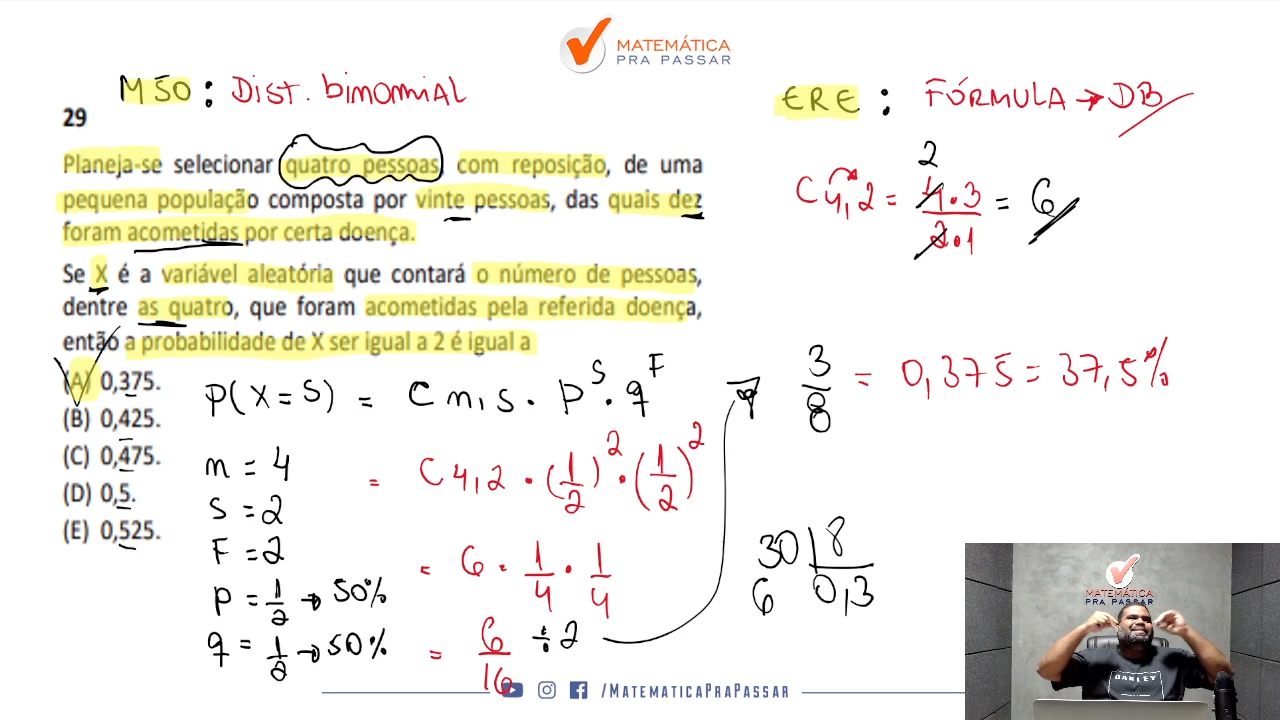 MATEMÁTICA
PRA PASSAR
MSO : DIST. binomial
29
Planeja-se selecionar quatro pessoas, com reposição, de uma
pequena população composta por vinte pessoas, das quais dez
foram acometidas por certa doença.
Se X é a variável aleatória que contará o número de pessoas,
dentre as quatro, que foram acometidas pela referida doença,
então a probabilidade de X ser igual a 2 é igual a
(A) 0,375.
(B) 0,425.
(C) 0,475.
(D) 0,5.
(E) 0,525.
P(X=S) = Cn,s . p^S . q^F
n = 4
S = 2
F = 2
p = 1/2 → 50%
q = 1/2 → 50%
= C4,2 . (1/2)^2 . (1/2)^2
= 6 . 1/4 . 1/4
= 6/16 ÷2
ERE : FÓRMULA → DB
C4,2 = 4.3/2.1 = 6
2
3/8 = 0,375 = 37,5%
30 | 8
6 0,3
/MATEMATICAPRAPASSAR
MATEMÁTICA
PRA PASSAR
OAKLEY